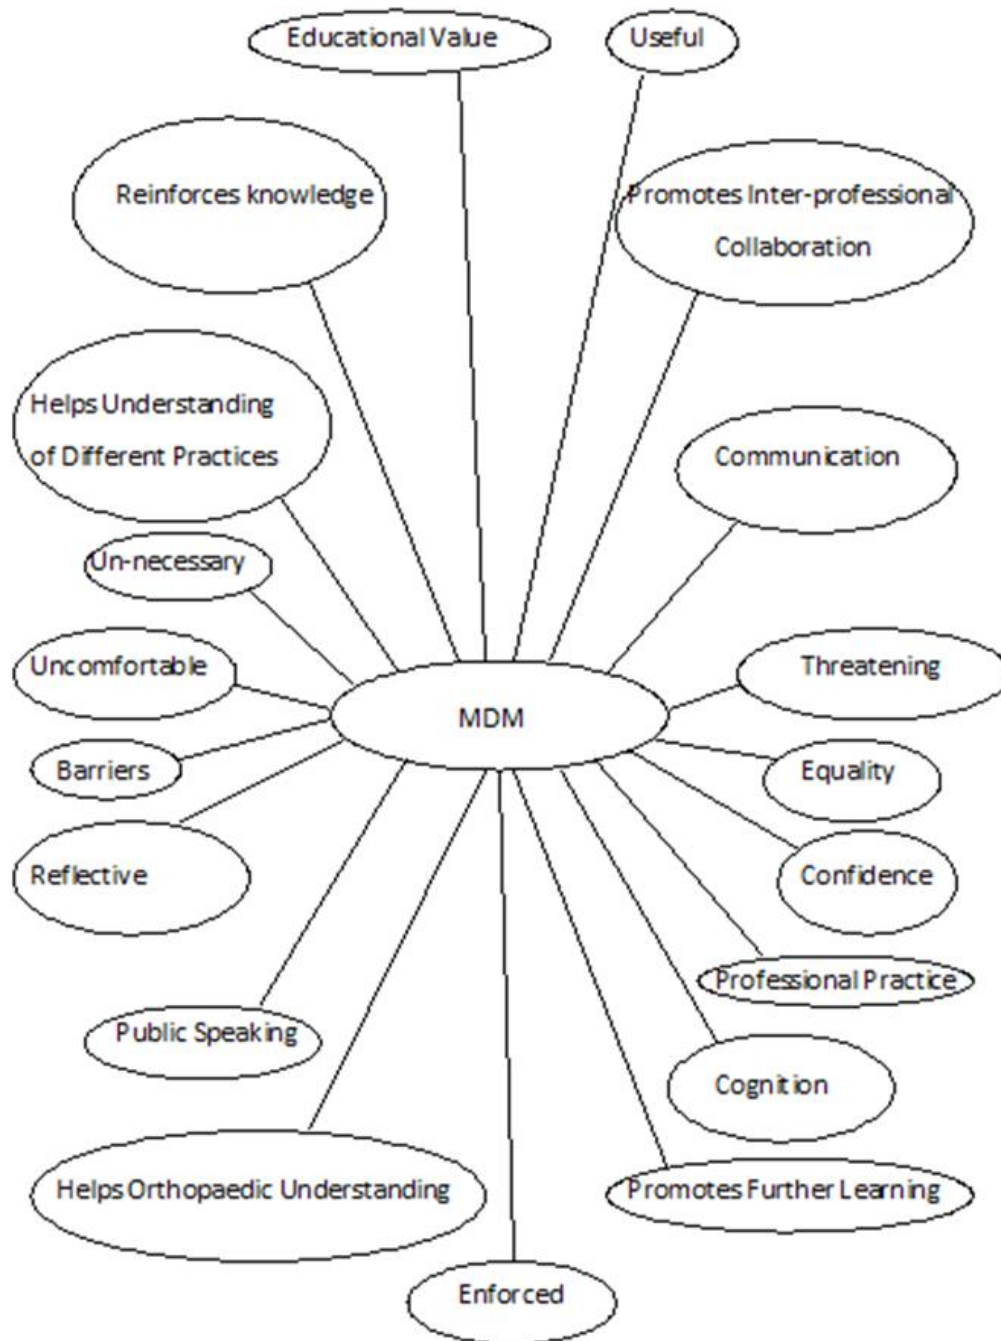 Educational Value
Useful
Reinforces knowledge
Promotes Inter-professional
Collaboration
Helps Understanding
of Different Practices
Communication
Un-necessary
Uncomfortable
Threatening
MDM
Barriers
Equality
Reflective
Confidence
Professional Practice
Public Speaking
Cognition
Helps Orthopaedic Understanding
Promotes Further Learning
Enforced